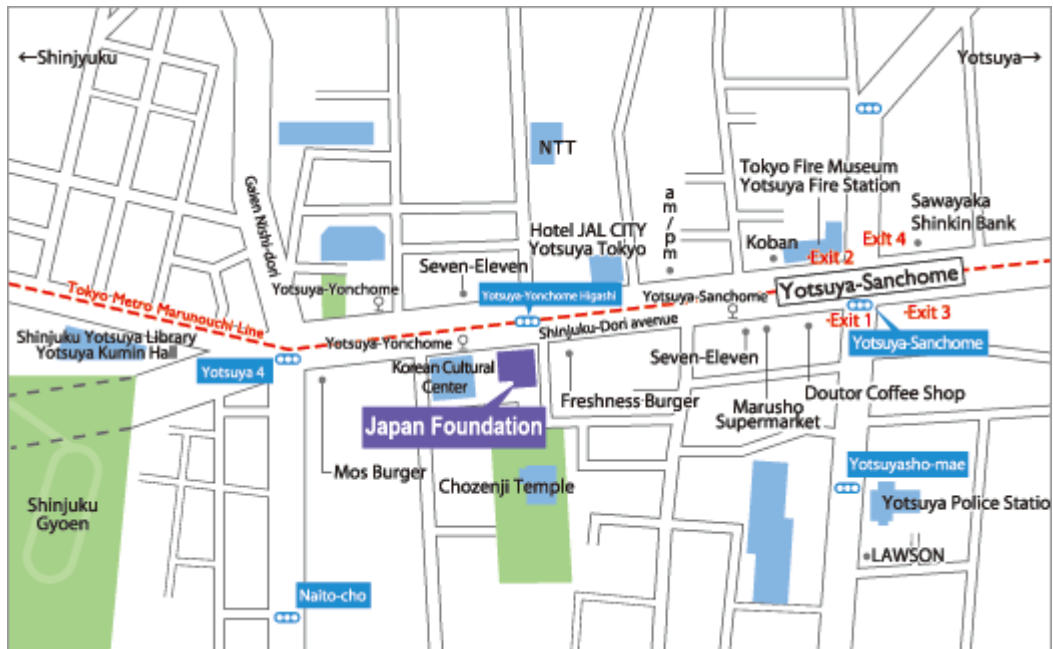 ←Shinjyuku
Yotsuya→
NTT
Tokyo Fire Museum
Yotsuya Fire Station
am/pm
Sawayaka
Shinkin Bank
Gaien Nishi-dori
Hotel JAL CITY
Yotsuya Tokyo
Koban
Exit 2
Exit 4
Seven-Eleven
Yotsuya-Yonchome
Yotsuya-Yonchome Higashi
Yotsuya-Sanchome
Yotsuya-Sanchome
Tokyo Metro Marunouchi Line
Shinjuku-Dori avenue
Exit 1
Exit 3
Shinjuku Yotsuya Library
Yotsuya Kumin Hall
Yotsuya 4
Yotsuya-Yonchome
Korean Cultural
Center
Seven-Eleven
Yotsuya-Sanchome
Freshness Burger
Marusho
Supermarket
Doutor Coffee Shop
Japan Foundation
Mos Burger
Chozenji Temple
Yotsuyasho-mae
Shinjuku
Gyoen
Yotsuya Police Statio
LAWSON
Naito-cho